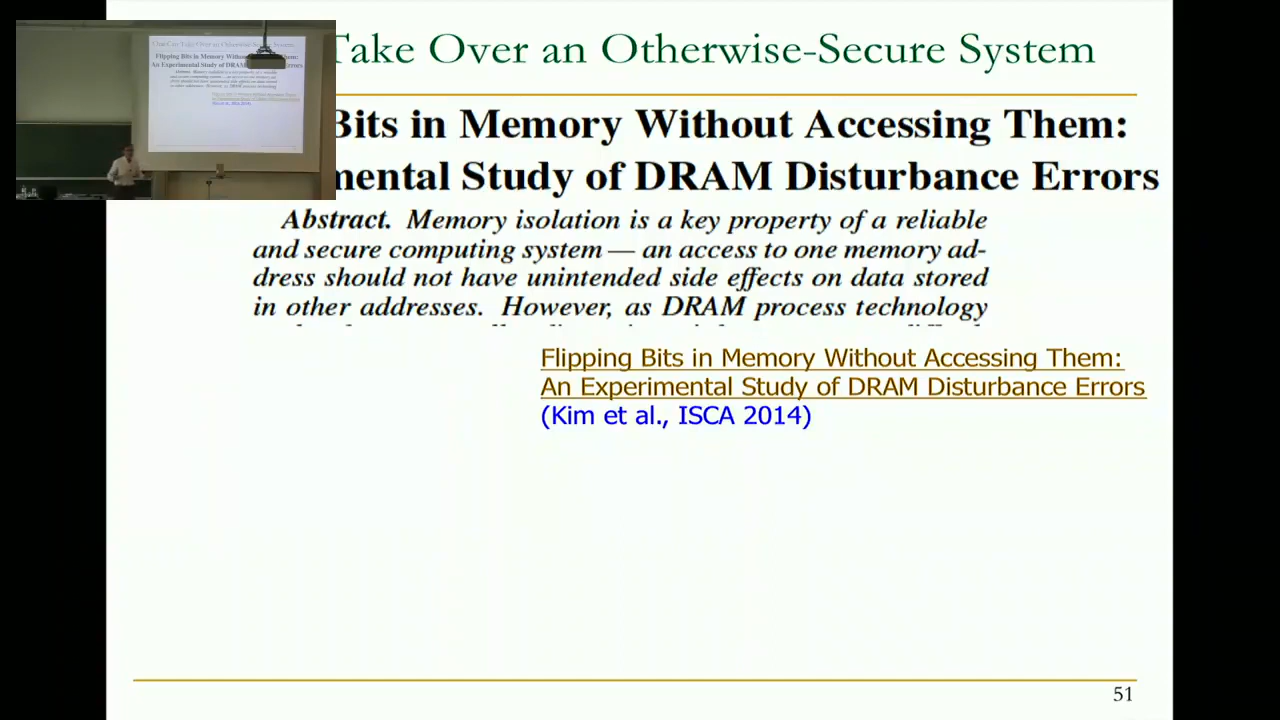 Take Over an Otherwise-Secure System
Bits in Memory Without Accessing Them:
mental Study of DRAM Disturbance Errors
Abstract. Memory isolation is a key property of a reliable
and secure computing system — an access to one memory ad-
dress should not have unintended side effects on data stored
in other addresses. However, as DRAM process technology
Flipping Bits in Memory Without Accessing Them:
An Experimental Study of DRAM Disturbance Errors
(Kim et al., ISCA 2014)
51